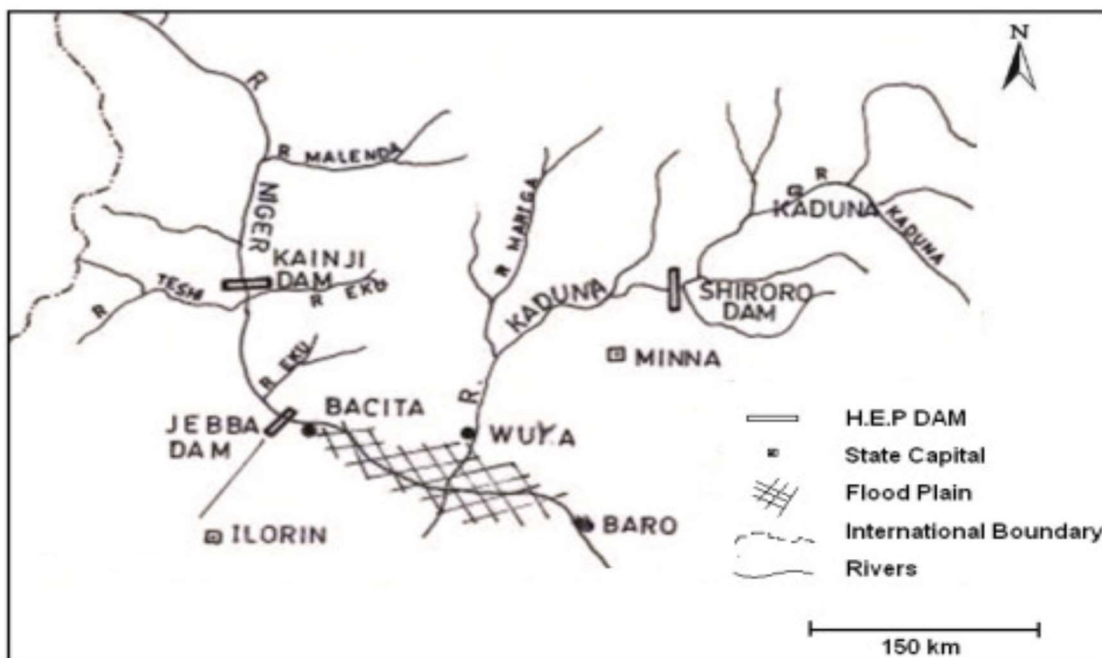 N
R
R MALENDA
NIGER
R MARIGA
R
KADUNA
KADUNA
KAINJI
DAM
TESHI
R
R EKU
KADUNA
SHIRORO
DAM
R EKU
MINNA
R.
JEBBA
DAM
BACITA
WUYA
ILORIN
BARO
H.E.P DAM
State Capital
Flood Plain
International Boundary
Rivers
150 km